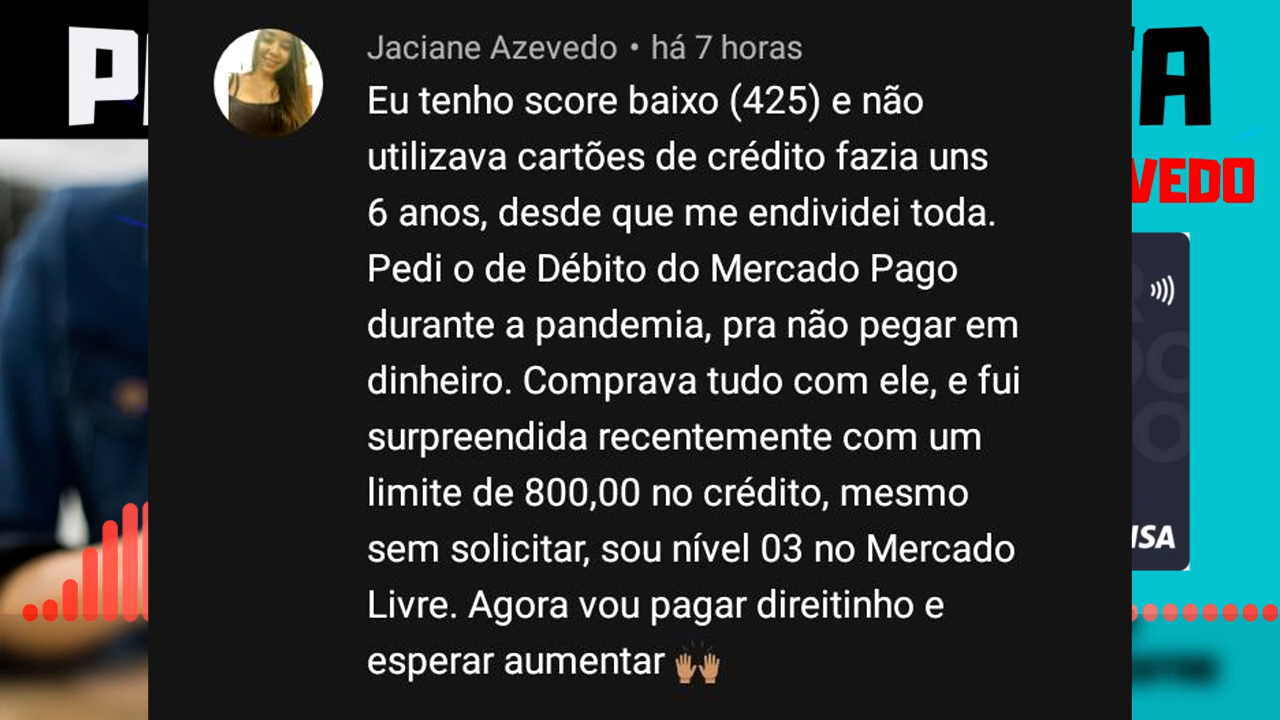 Jaciane Azevedo • há 7 horas
Eu tenho score baixo (425) e não
utilizava cartões de crédito fazia uns
6 anos, desde que me endividei toda.
Pedi o de Débito do Mercado Pago
durante a pandemia, pra não pegar em
dinheiro. Comprava tudo com ele, e fui
surpreendida recentemente com um
limite de 800,00 no crédito, mesmo
sem solicitar, sou nível 03 no Mercado
Livre. Agora vou pagar direitinho e
esperar aumentar 🙌🏽